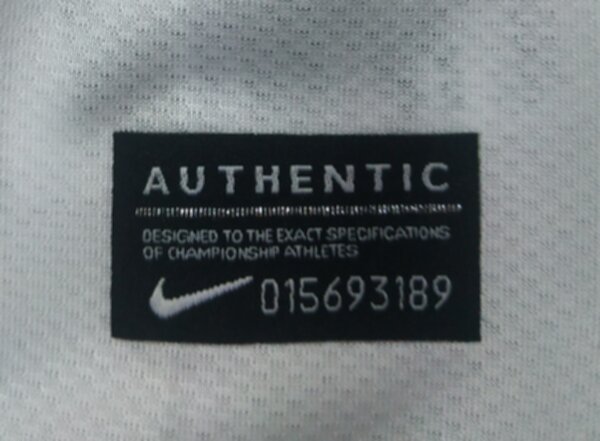 AUTHENTIC
DESIGNED TO THE EXACT SPECIFICATIONS
OF CHAMPIONSHIP ATHLETES
015693189